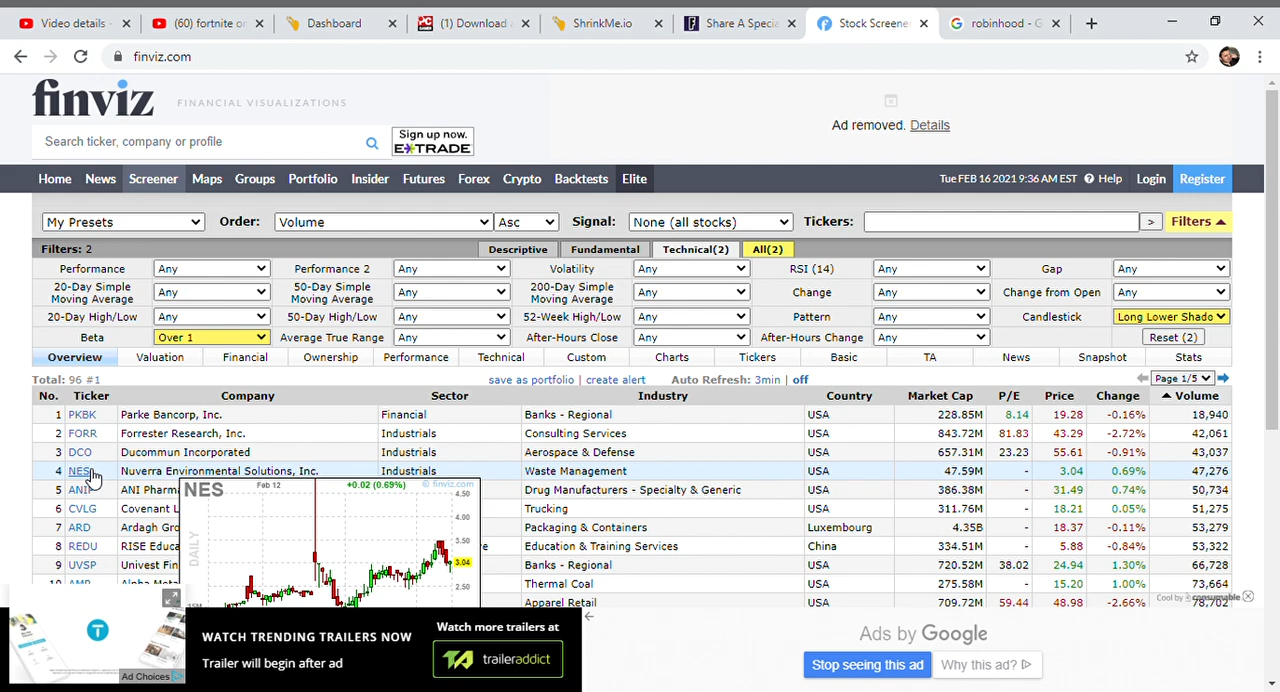 Video details -
(60) fortnite or
Dashboard
(1) Download
ShrinkMe.io
Share A Specia
Stock Screene
robinhood - G
finviz.com
finviz FINANCIAL VISUALIZATIONS
Search ticker, company or profile
Sign up now.
E*TRADE
Ad removed. Details
Home News Screener Maps Groups Portfolio Insider Futures Forex Crypto Backtests Elite
Tue FEB 16 2021 9:36 AM EST Help Login Register
My Presets Order: Volume Asc Signal: None (all stocks) Tickers: > Filters
Filters: 2 Descriptive Fundamental Technical(2) All(2)
Performance Any Performance 2 Any Volatility Any RSI (14) Any Gap Any
20-Day Simple Moving Average Any 50-Day Simple Moving Average Any 200-Day Simple Moving Average Any Change Any Change from Open Any
20-Day High/Low Any 50-Day High/Low Any 52-Week High/Low Any Pattern Any Candlestick Long Lower Shado
Beta Over 1 Average True Range Any After-Hours Close Any After-Hours Change Any Reset (2)
Overview Valuation Financial Ownership Performance Technical Custom Charts Tickers Basic TA News Snapshot Stats
Total: 96 #1 save as portfolio | create alert Auto Refresh: 3min | off Page 1/5
No. Ticker Company Sector Industry Country Market Cap P/E Price Change Volume
1 PKBK Parke Bancorp, Inc. Financial Banks - Regional USA 228.85M 8.14 19.28 -0.16% 18,940
2 FORR Forrester Research, Inc. Industrials Consulting Services USA 843.72M 81.83 43.29 -2.72% 42,061
3 DCO Ducommun Incorporated Industrials Aerospace & Defense USA 657.31M 23.23 55.61 -0.91% 43,037
4 NES Nuverra Environmental Solutions, Inc. Industrials Waste Management USA 47.59M - 3.04 0.69% 47,276
5 ANI ANI Pharma Drug Manufacturers - Specialty & Generic USA 386.38M - 31.49 0.74% 50,734
6 CVLG Covenant L Trucking USA 311.76M - 18.21 0.05% 51,275
7 ARD Ardagh Gro Packaging & Containers Luxembourg 4.35B - 18.37 -0.11% 53,279
8 REDU RISE Educa e Education & Training Services China 334.51M - 5.88 -0.84% 53,322
9 UVSP Univest Fin Banks - Regional USA 720.52M 38.02 24.94 1.30% 66,728
10 AMR Alpha Meta Thermal Coal USA 275.58M - 15.20 1.00% 73,664
Apparel Retail USA 709.72M 59.44 48.98 -2.66% 78,702
NES Feb 12 +0.02 (0.69%) © finviz.com
4.50
4.00
3.50
3.04
2.50
DAILY
15M
Cool by consumable
WATCH TRENDING TRAILERS NOW
Trailer will begin after ad
Watch more trailers at
TA traileraddict
Ad Choices
Ads by Google
Stop seeing this ad Why this ad?